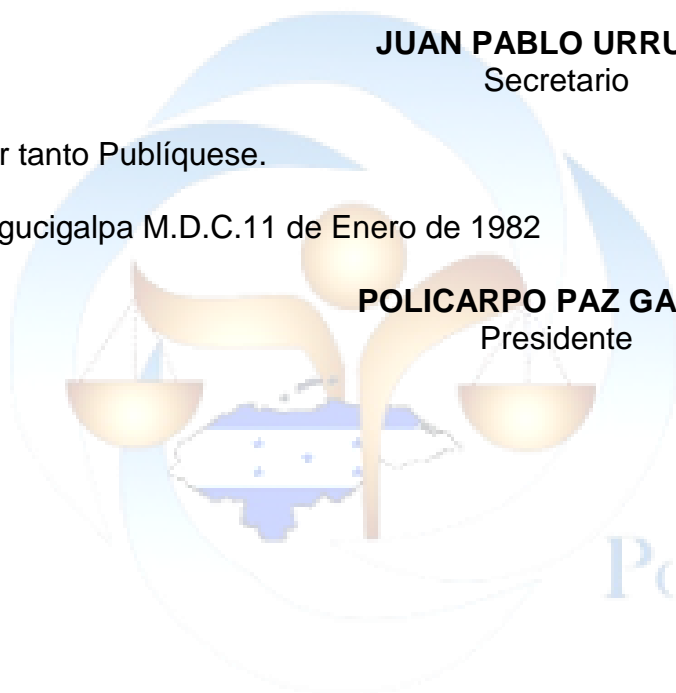 JUAN PABLO URRU
Secretario
r tanto Publíquese.
gucigalpa M.D.C.11 de Enero de 1982
POLICARPO PAZ GA
Presidente
Po